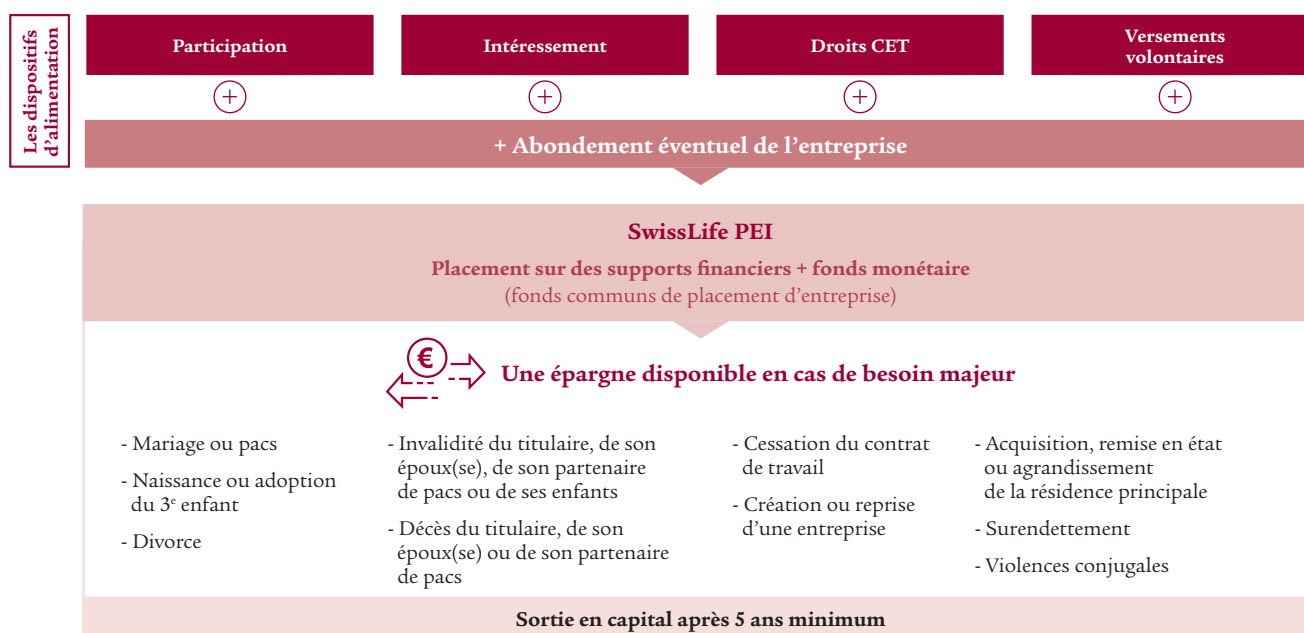 Les dispositifs
d'alimentation
Participation
Intéressement
Droits CET
Versements
volontaires
+
+
+
+
+ Abondement éventuel de l'entreprise
SwissLife PEI
Placement sur des supports financiers + fonds monétaire
(fonds communs de placement d'entreprise)
€
Une épargne disponible en cas de besoin majeur
- Mariage ou pacs
- Naissance ou adoption
du 3e enfant
- Divorce
- Invalidité du titulaire, de son
époux(se), de son partenaire
de pacs ou de ses enfants
- Décès du titulaire, de son
époux(se) ou de son partenaire
de pacs
- Cessation du contrat
de travail
- Création ou reprise
d'une entreprise
- Acquisition, remise en état
ou agrandissement
de la résidence principale
- Surendettement
- Violences conjugales
Sortie en capital après 5 ans minimum